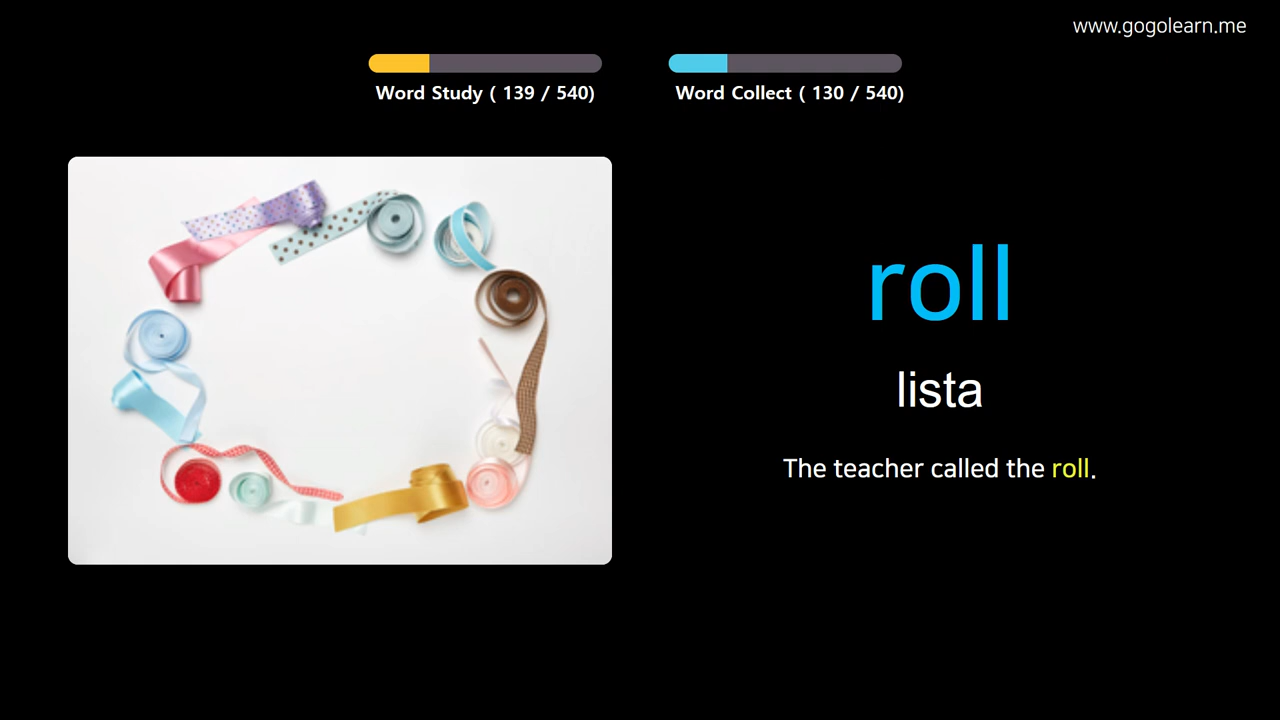 www.gogolearn.me
Word Study ( 139 / 540)
Word Collect ( 130 / 540)
roll
lista
The teacher called the roll.